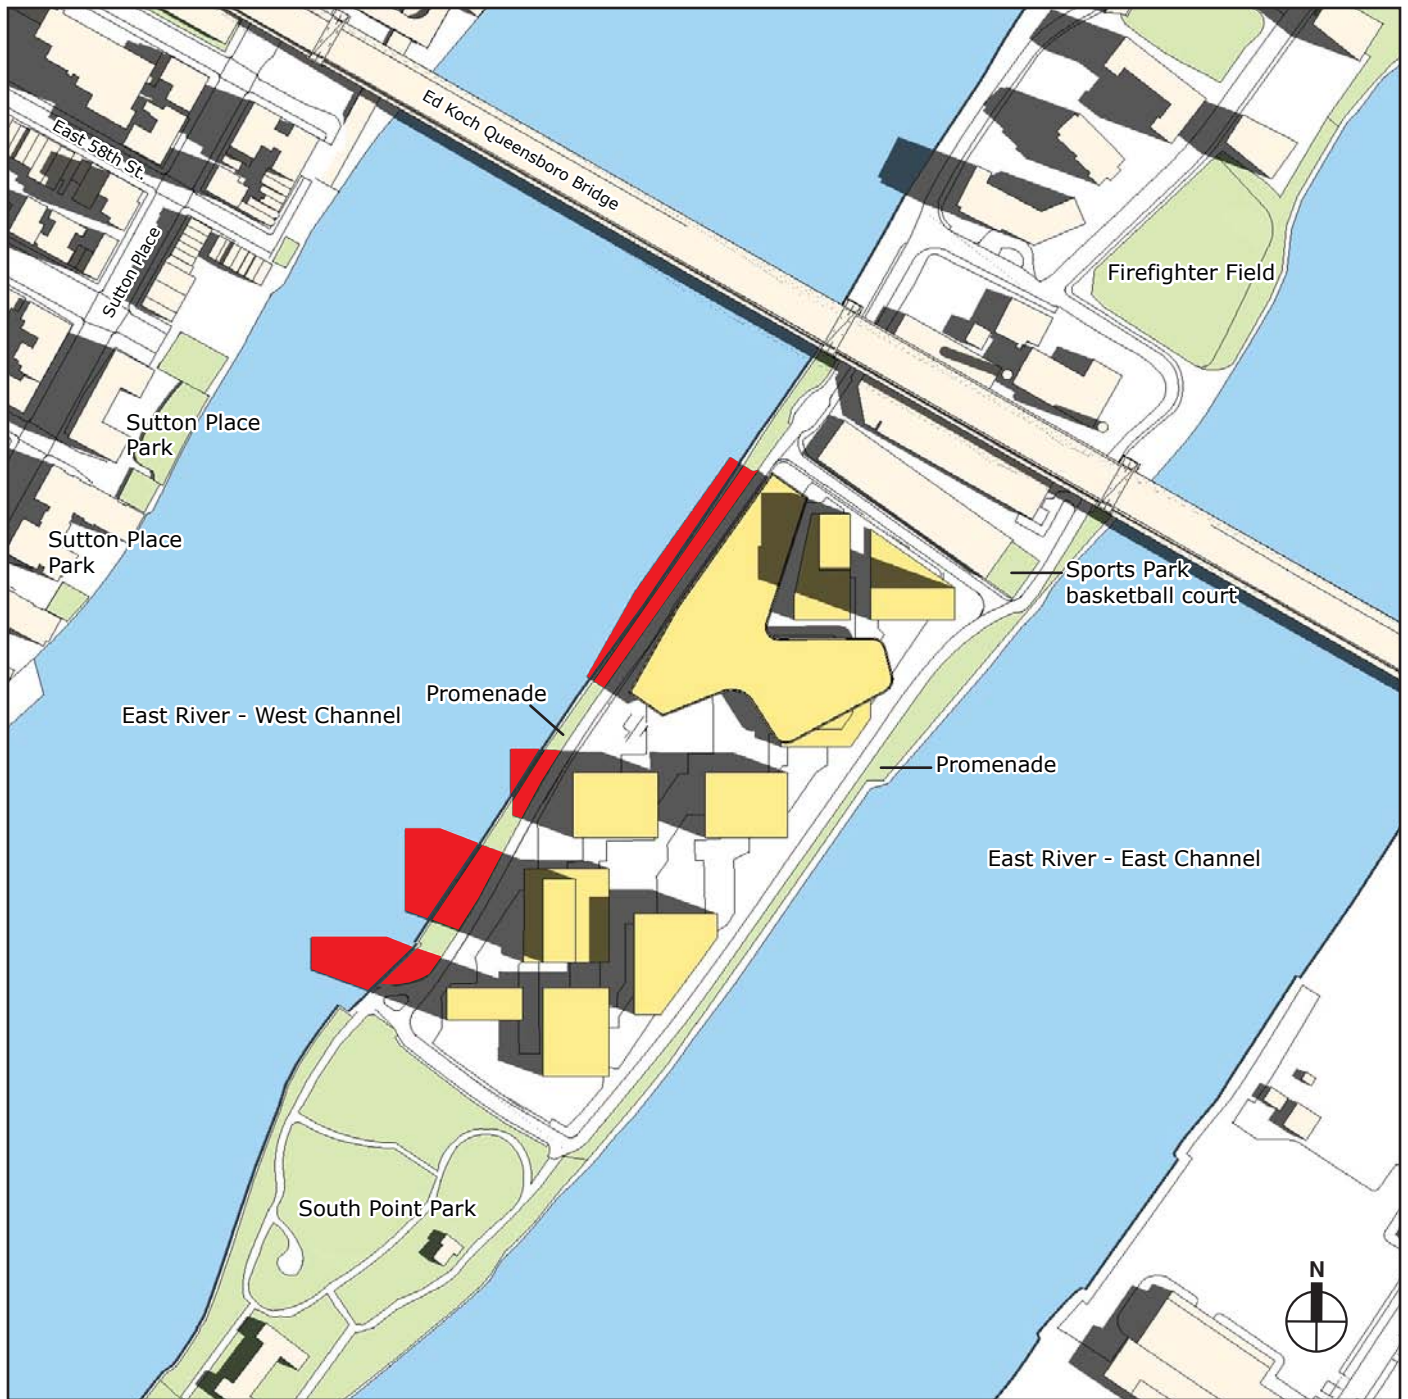 Ed Koch Queensboro Bridge
East 58th St.
Sutton Place
Firefighter Field
Sutton Place
Park
Sutton Place
Park
Sports Park
basketball court
Promenade
East River - West Channel
Promenade
East River - East Channel
South Point Park
N